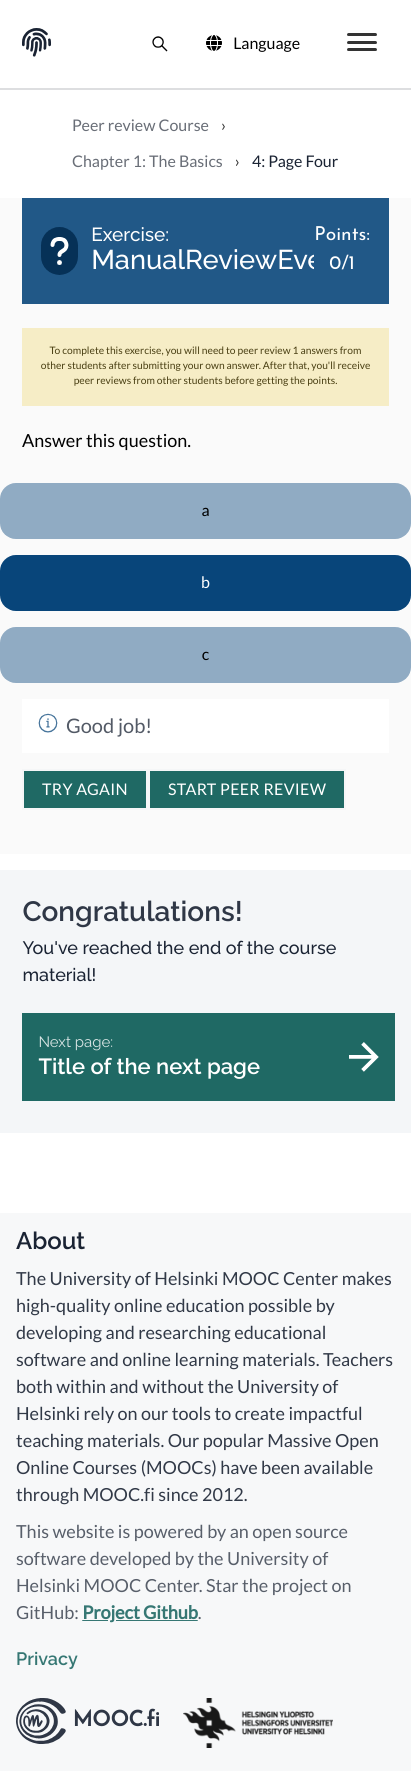 Language
Peer review Course ›
Chapter 1: The Basics › 4: Page Four
?
Exercise:
Points:
ManualReviewEve
0/1
To complete this exercise, you will need to peer review 1 answers from
other students after submitting your own answer. After that, you'll receive
peer reviews from other students before getting the points.
Answer this question.
a
b
c
Good job!
TRY AGAIN
START PEER REVIEW
Congratulations!
You've reached the end of the course
material!
Next page:
Title of the next page
About
The University of Helsinki MOOC Center makes
high-quality online education possible by
developing and researching educational
software and online learning materials. Teachers
both within and without the University of
Helsinki rely on our tools to create impactful
teaching materials. Our popular Massive Open
Online Courses (MOOCs) have been available
through MOOC.fi since 2012.
This website is powered by an open source
software developed by the University of
Helsinki MOOC Center. Star the project on
GitHub: Project Github.
Privacy
MOOC.fi
HELSINGIN YLIOPISTO
HELSINGFORS UNIVERSITET
UNIVERSITY OF HELSINKI